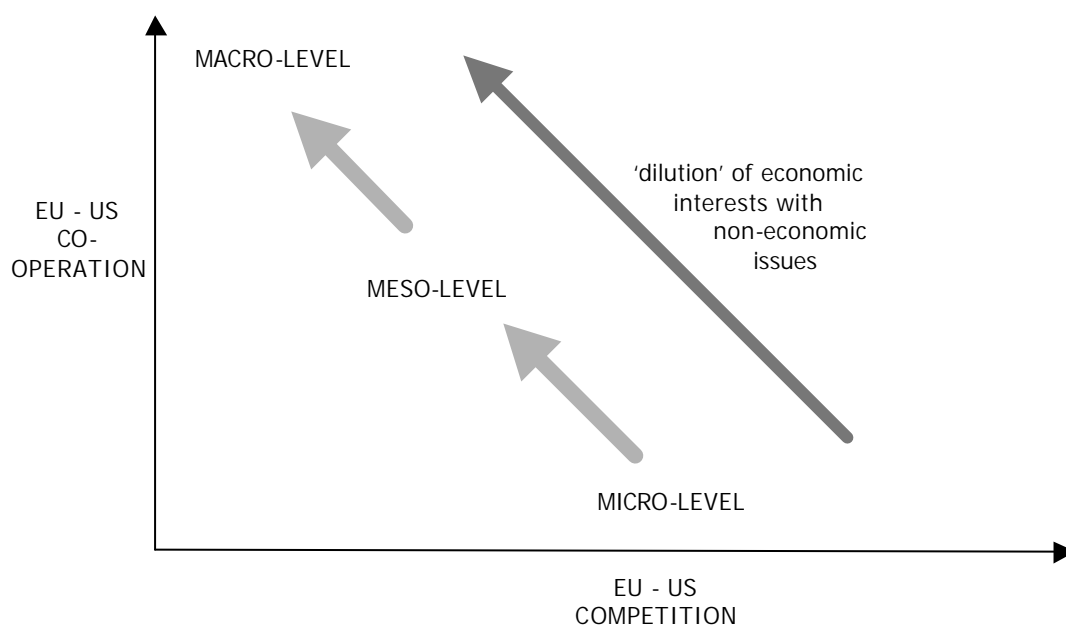 MACRO-LEVEL
'dilution' of economic
interests with
non-economic
issues
EU - US
CO-
OPERATION
MESO-LEVEL
MICRO-LEVEL
EU - US
COMPETITION